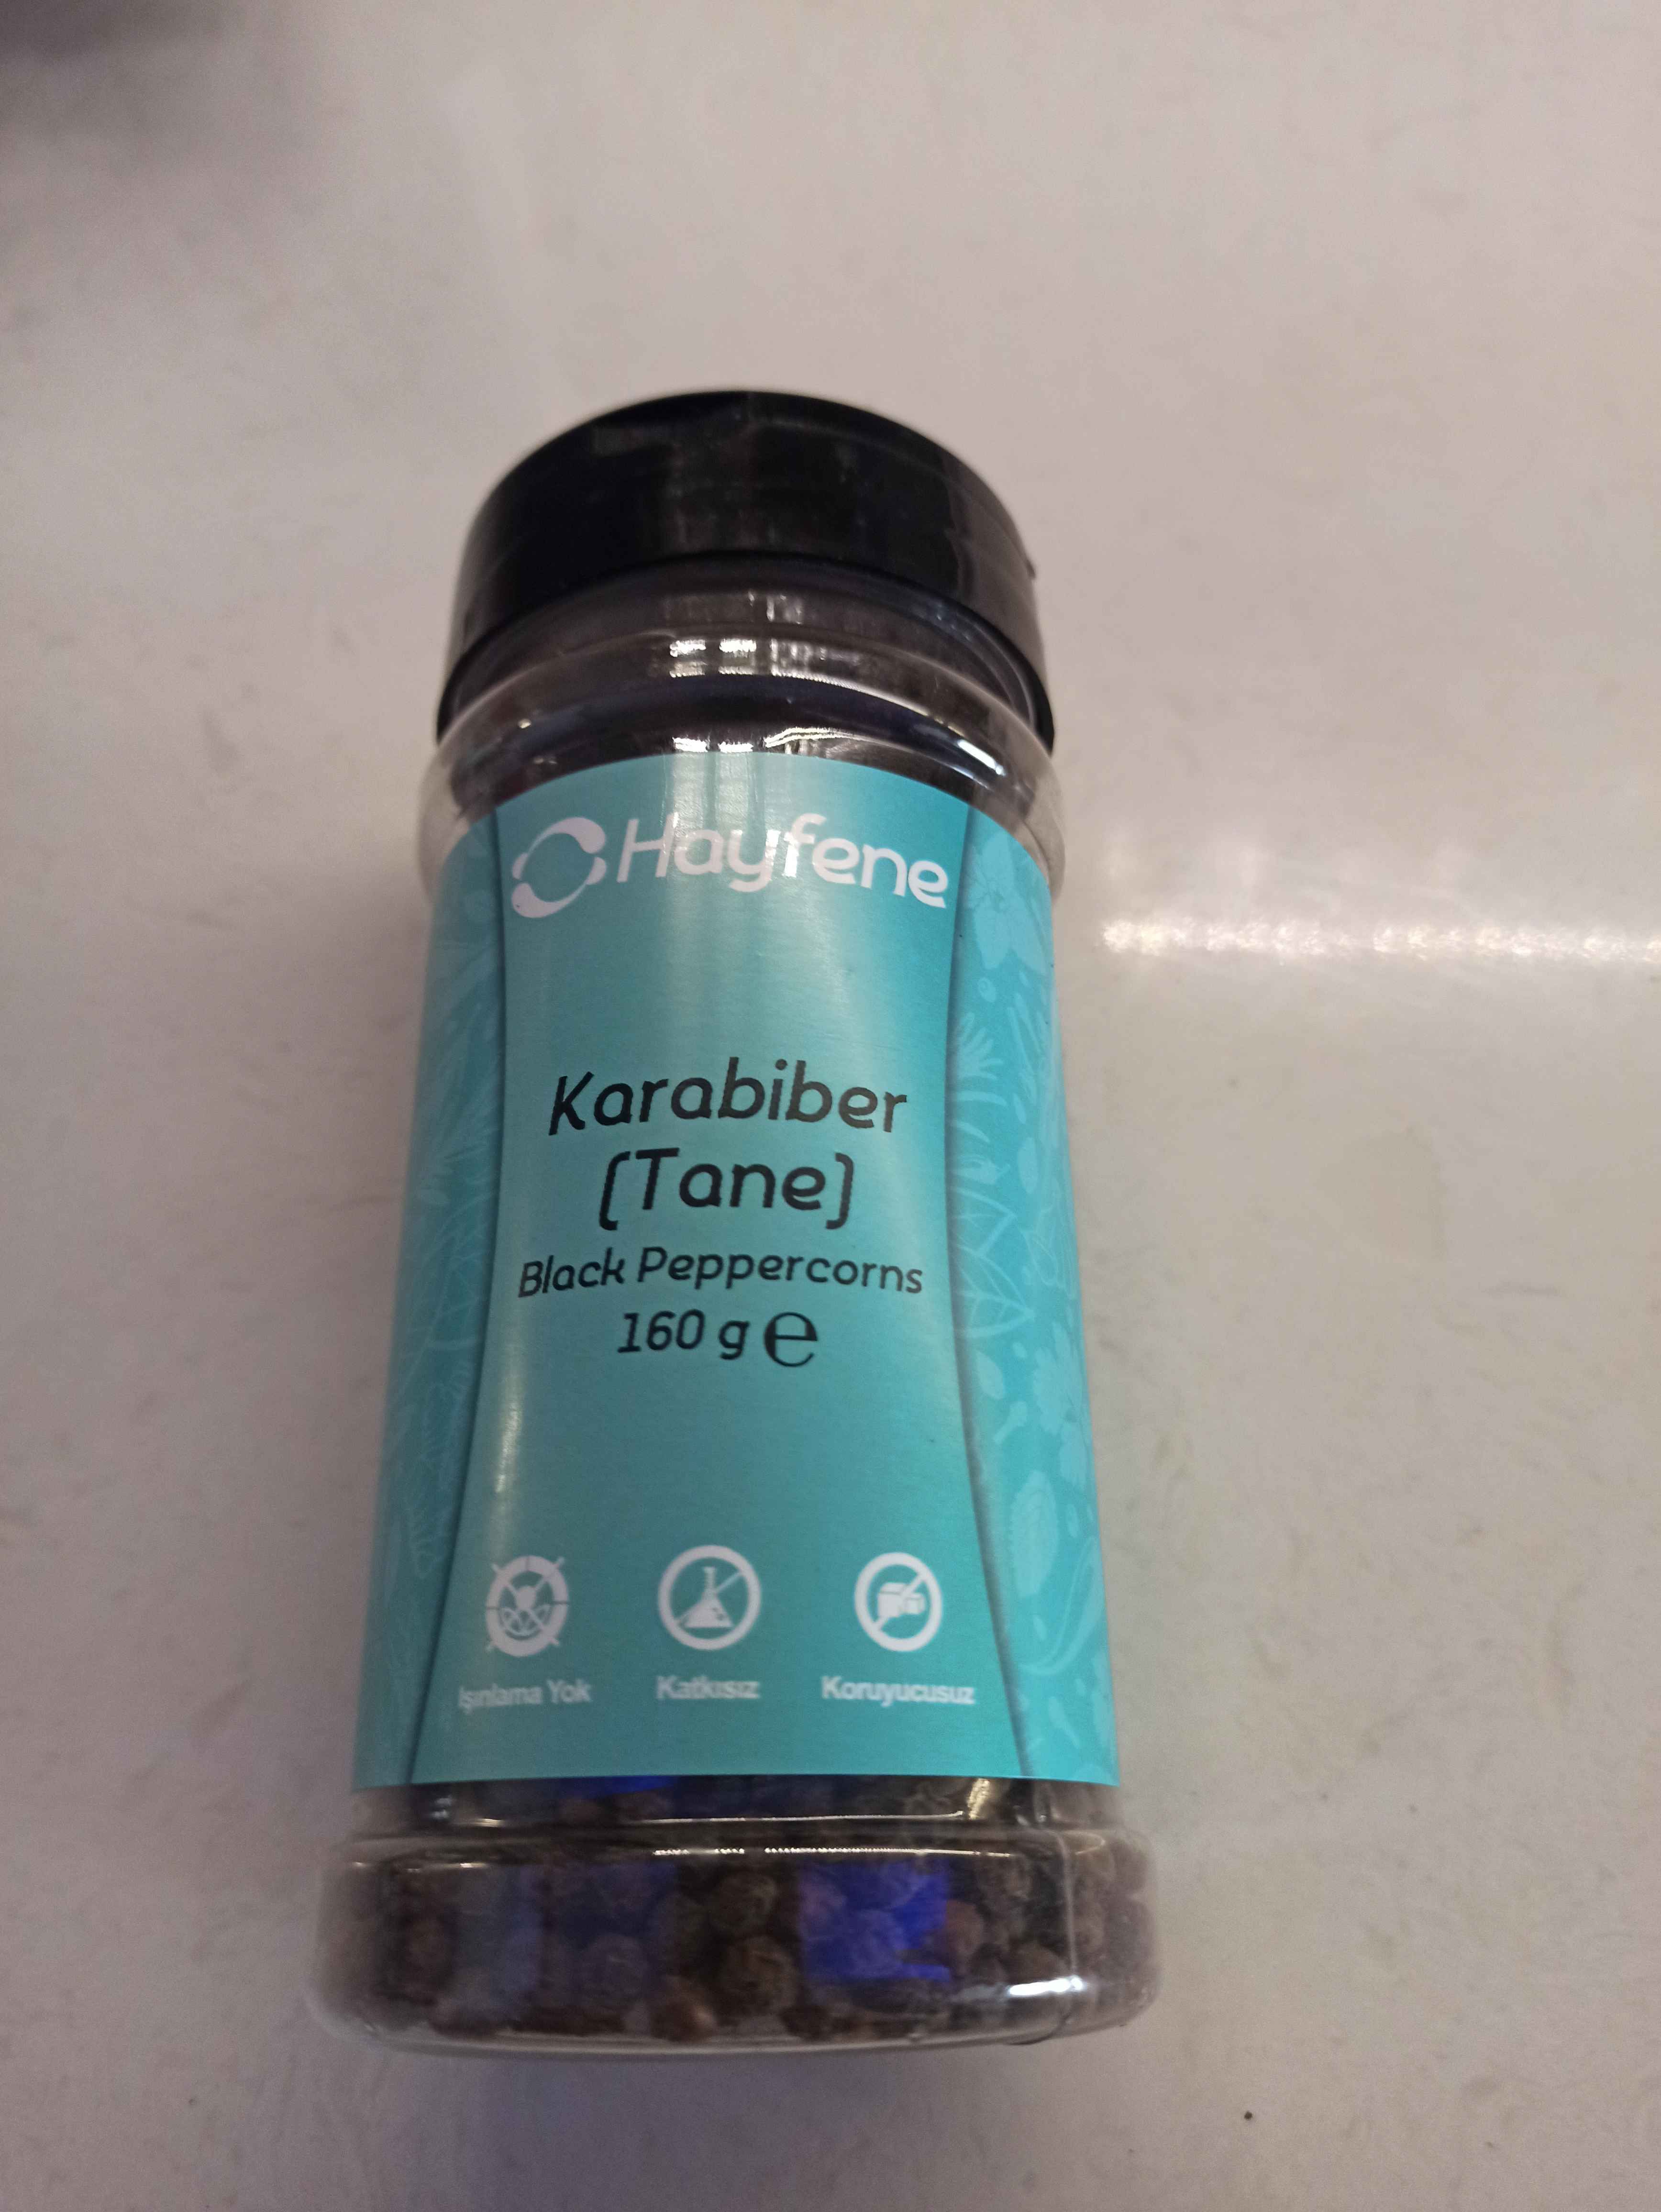 Hayfene
Karabiber
(Tane)
Black Peppercorns
160 g ℮
Işınlama Yok
Katkısız
Koruyucusuz